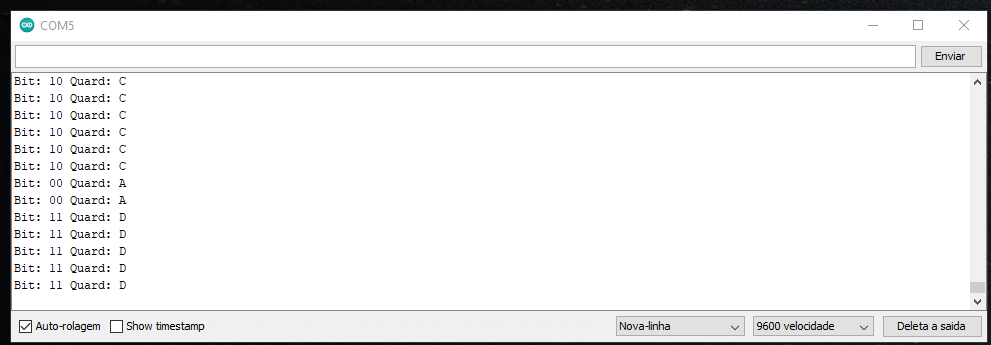 COM5
Enviar
Bit: 10 Quard: C
Bit: 10 Quard: C
Bit: 10 Quard: C
Bit: 10 Quard: C
Bit: 10 Quard: C
Bit: 10 Quard: C
Bit: 00 Quard: A
Bit: 00 Quard: A
Bit: 11 Quard: D
Bit: 11 Quard: D
Bit: 11 Quard: D
Bit: 11 Quard: D
Bit: 11 Quard: D
Auto-rolagem Show timestamp Nova-linha 9600 velocidade Deleta a saida